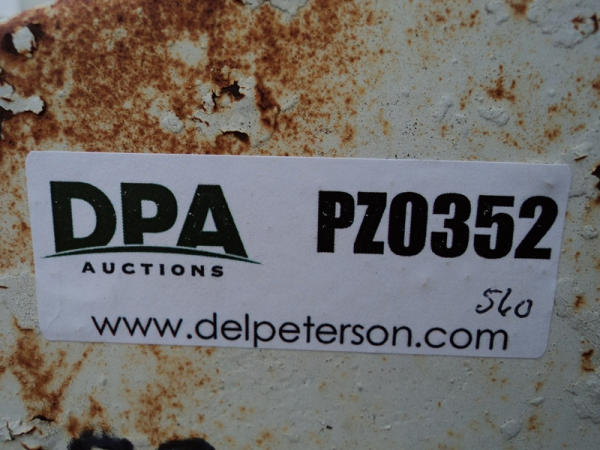 DPA
AUCTIONS
PZ0352
560
www.delpeterson.com